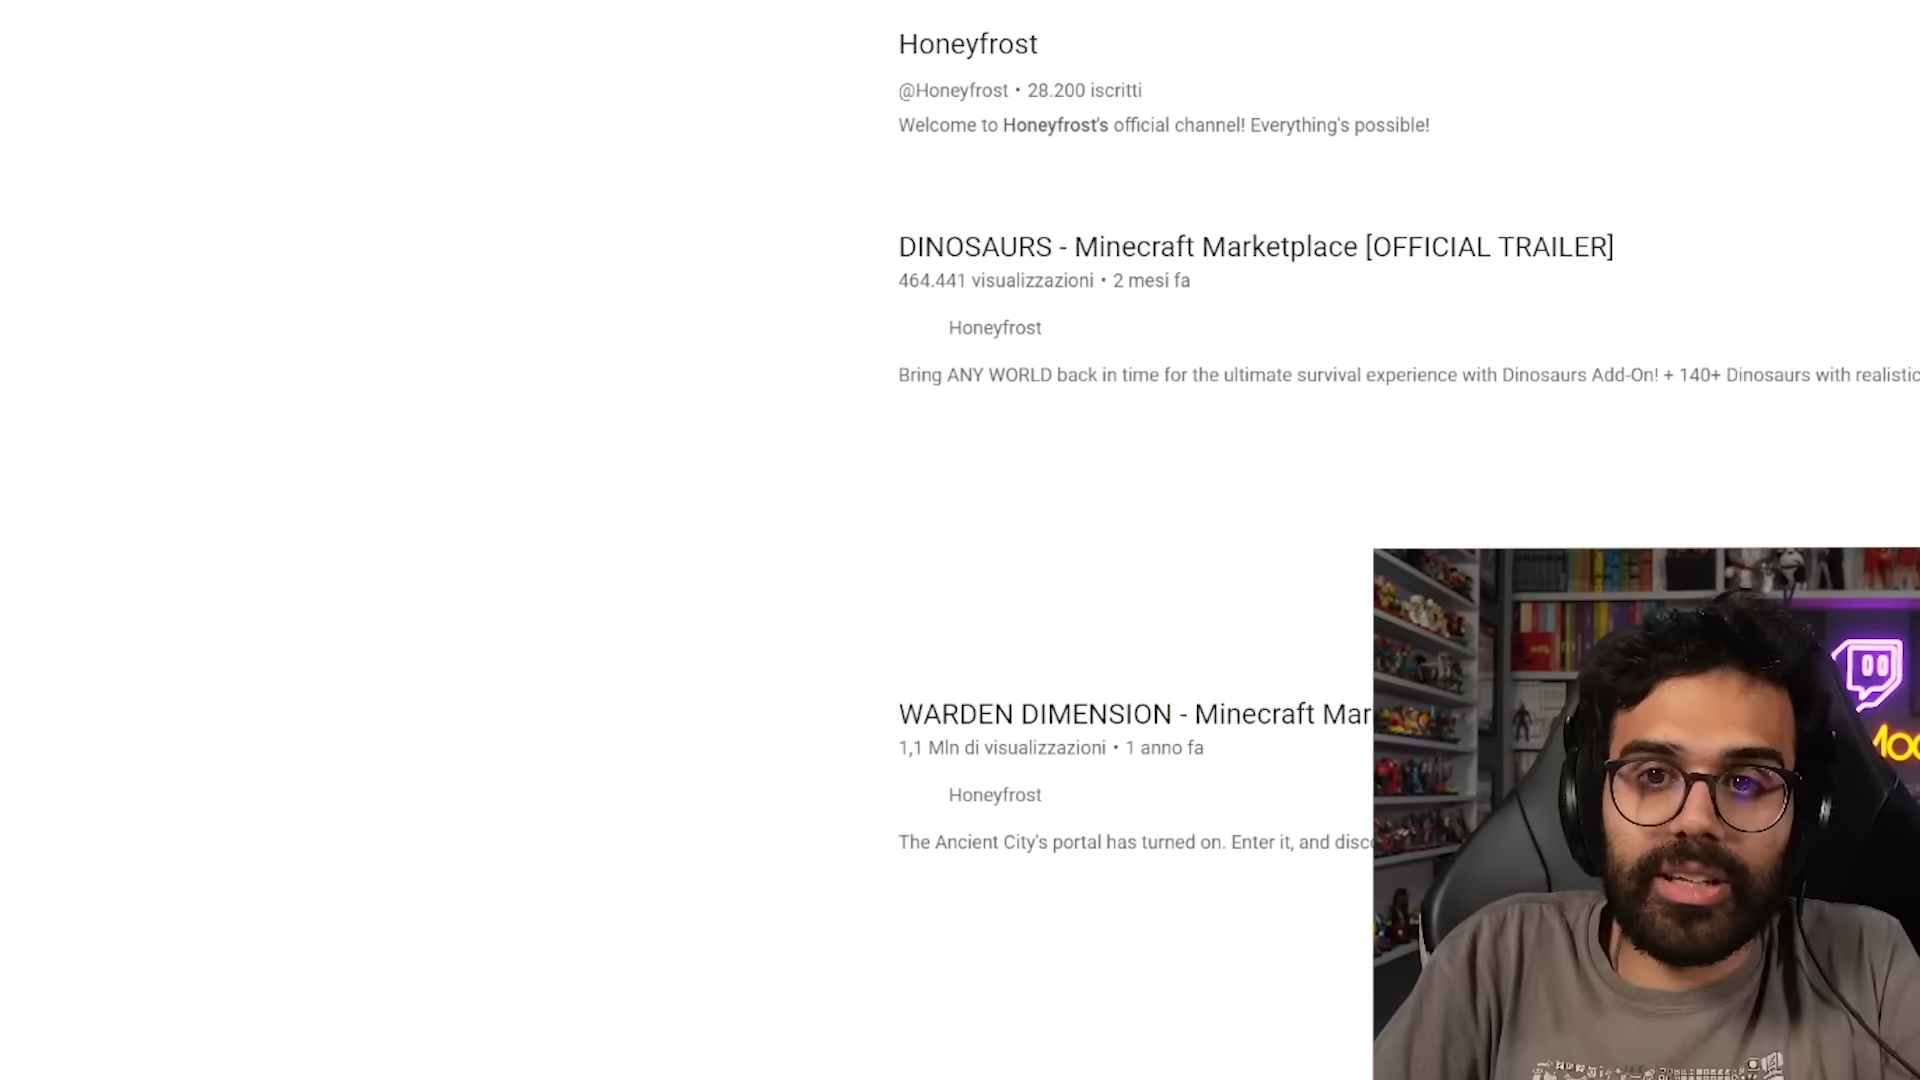 Honeyfrost
@Honeyfrost • 28.200 iscritti
Welcome to Honeyfrost's official channel! Everything's possible!
DINOSAURS - Minecraft Marketplace [OFFICIAL TRAILER]
464.441 visualizzazioni • 2 mesi fa
Honeyfrost
Bring ANY WORLD back in time for the ultimate survival experience with Dinosaurs Add-On! + 140+ Dinosaurs with realistic
WARDEN DIMENSION - Minecraft Mar
1,1 Mln di visualizzazioni • 1 anno fa
Honeyfrost
The Ancient City's portal has turned on. Enter it, and disc